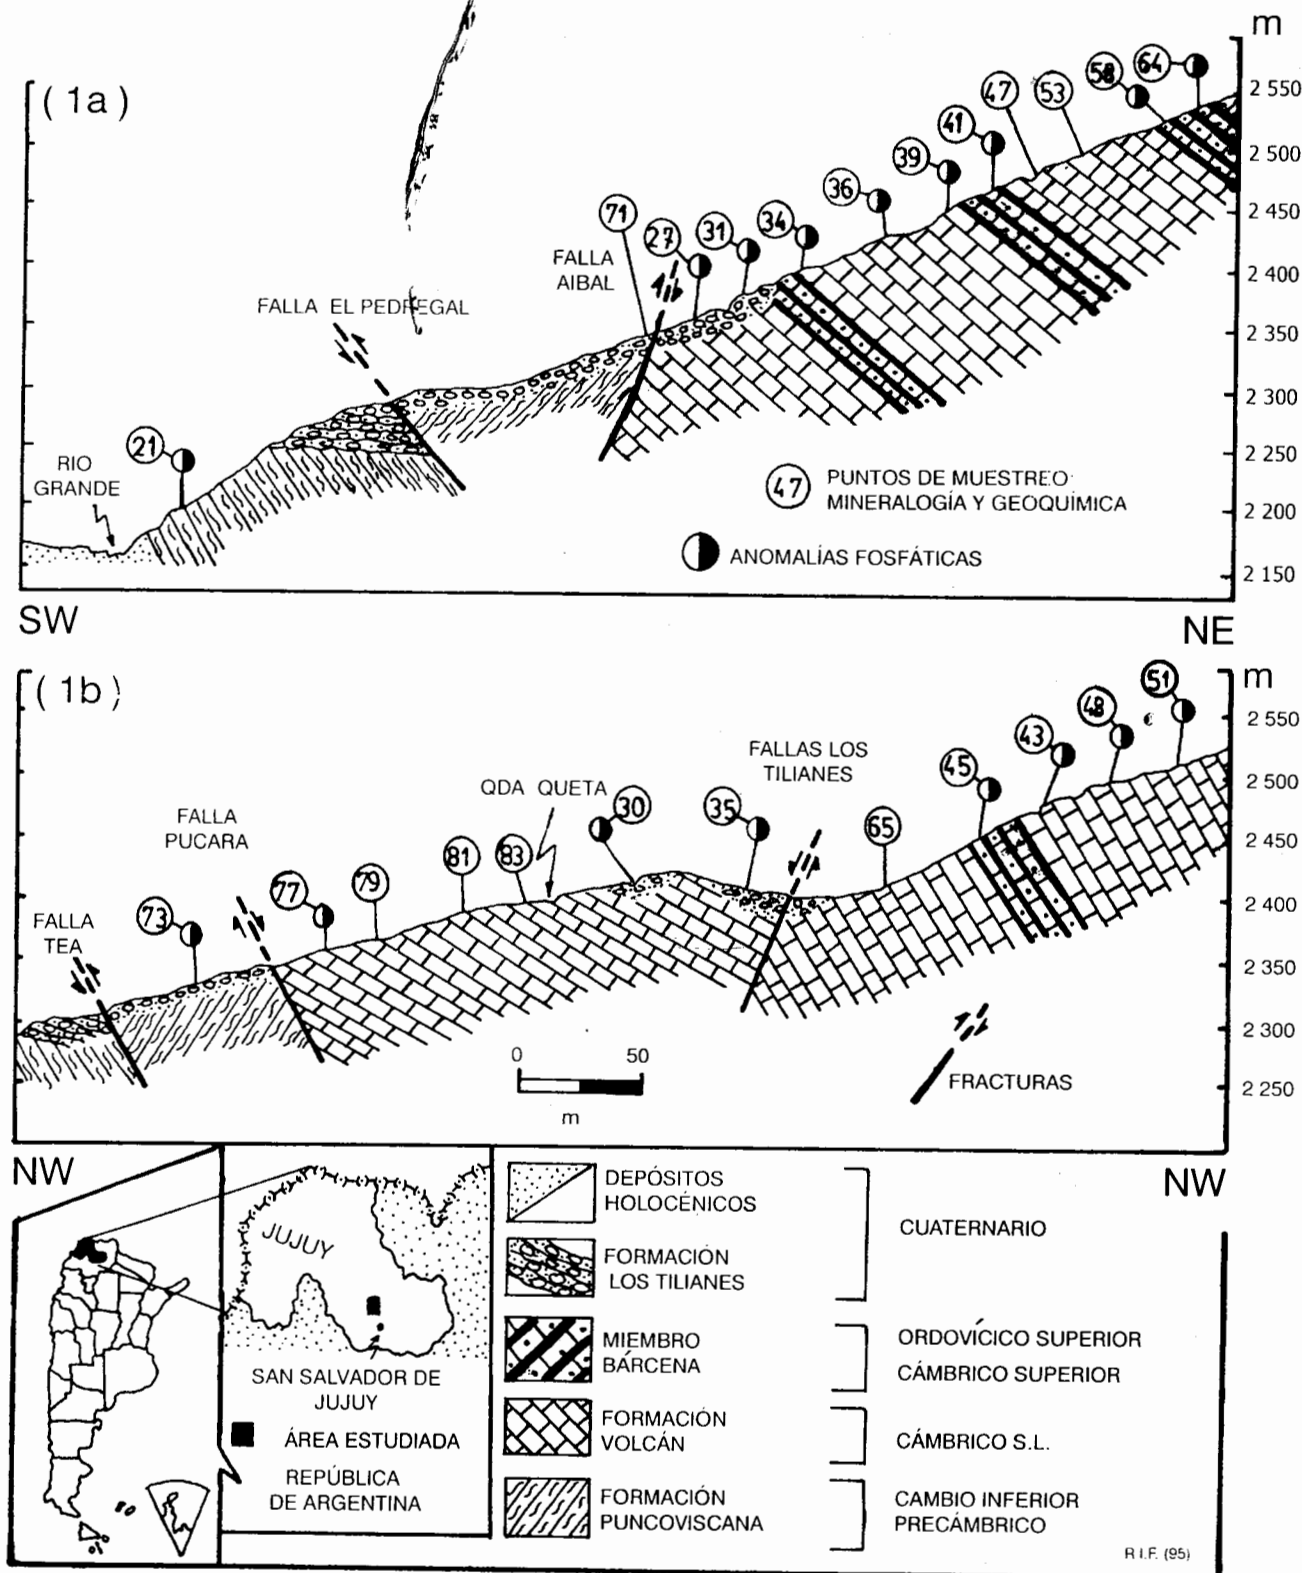 (1a)
m
2 550
2 500
2 450
2 400
2 350
2 300
2 250
2 200
2 150
64
58
53
47
41
39
36
34
31
27
71
FALLA
AIBAL
FALLA EL PEDREGAL
21
RIO
GRANDE
47
PUNTOS DE MUESTREO
MINERALOGÍA Y GEOQUÍMICA
ANOMALÍAS FOSFÁTICAS
SW
NE
(1b)
m
2 550
2 500
2 450
2 400
2 350
2 300
2 250
51
48
43
45
FALLAS LOS
TILIANES
65
35
30
QDA QUETA
83
81
79
77
FALLA
PUCARA
73
FALLA
TEA
0 50
m
FRACTURAS
NW
NW
JUJUY
SAN SALVADOR DE
JUJUY
ÁREA ESTUDIADA
REPÚBLICA
DE ARGENTINA
DEPÓSITOS
HOLOCÉNICOS
CUATERNARIO
FORMACIÓN
LOS TILIANES
MIEMBRO
BÁRCENA
ORDOVÍCICO SUPERIOR
CÁMBRICO SUPERIOR
FORMACIÓN
VOLCÁN
CÁMBRICO S.L.
FORMACIÓN
PUNCOVISCANA
CAMBIO INFERIOR
PRECÁMBRICO
R I.F. (95)